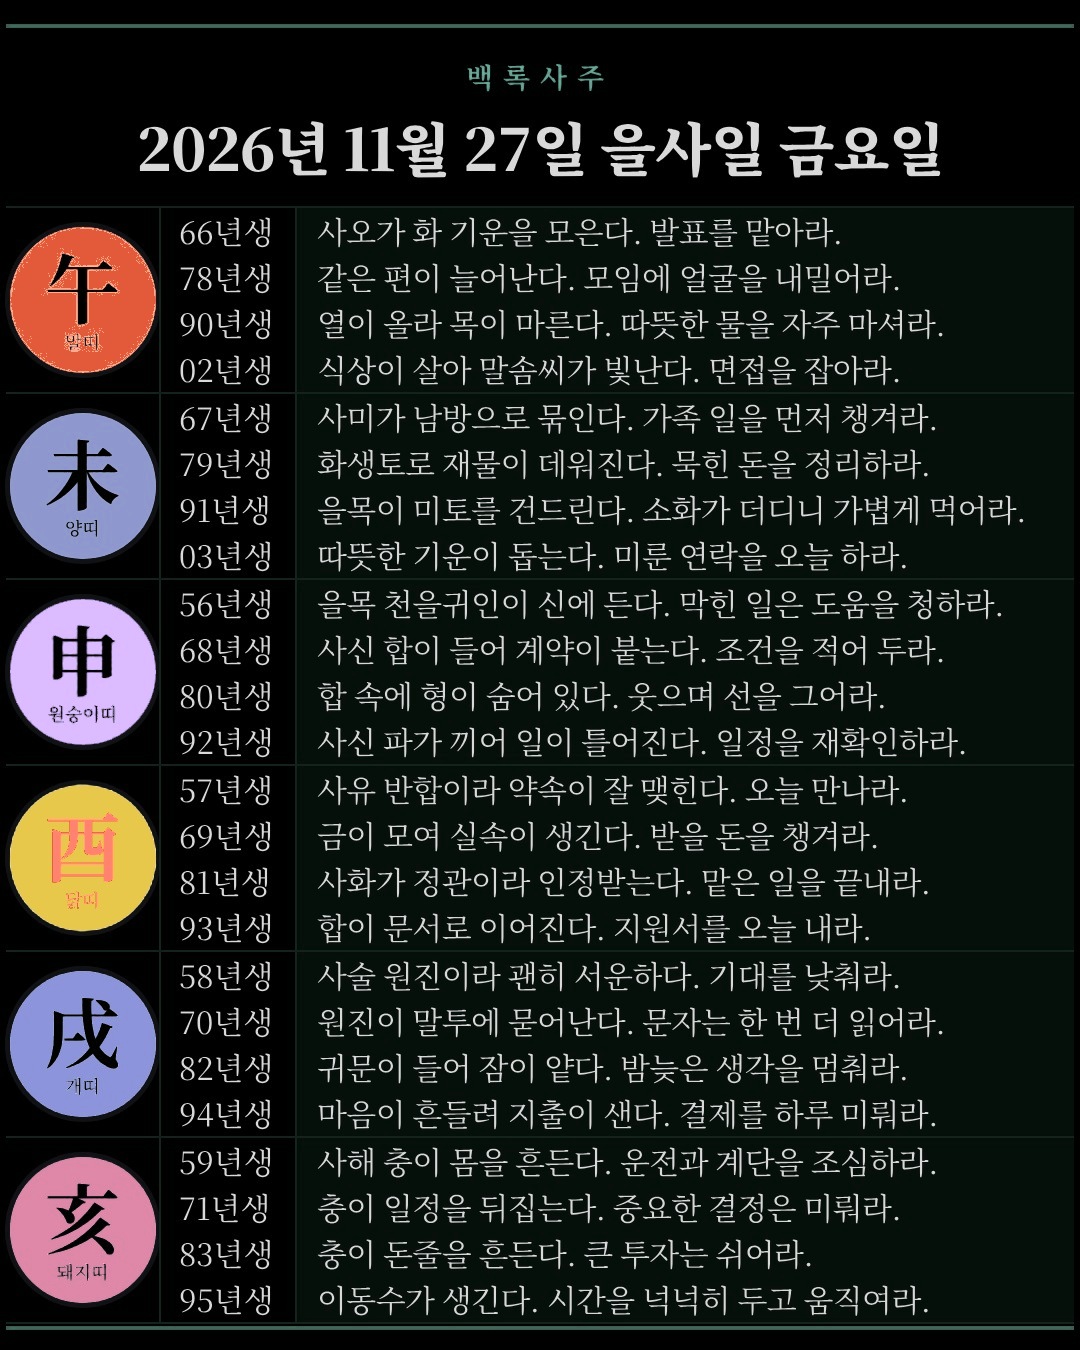 백록사주
2026년 11월 27일 을사일 금요일
午
말띠
66년생 사오가 화 기운을 모은다. 발표를 맡아라.
78년생 같은 편이 늘어난다. 모임에 얼굴을 내밀어라.
90년생 열이 올라 목이 마른다. 따뜻한 물을 자주 마셔라.
02년생 식상이 살아 말솜씨가 빛난다. 면접을 잡아라.
未
양띠
67년생 사미가 남방으로 묶인다. 가족 일을 먼저 챙겨라.
79년생 화생토로 재물이 데워진다. 묵힌 돈을 정리하라.
91년생 을목이 미토를 건드린다. 소화가 더디니 가볍게 먹어라.
03년생 따뜻한 기운이 돕는다. 미룬 연락을 오늘 하라.
申
원숭이띠
56년생 을목 천을귀인이 신에 든다. 막힌 일은 도움을 청하라.
68년생 사신 합이 들어 계약이 붙는다. 조건을 적어 두라.
80년생 합 속에 형이 숨어 있다. 웃으며 선을 그어라.
92년생 사신 파가 끼어 일이 틀어진다. 일정을 재확인하라.
酉
닭띠
57년생 사유 반합이라 약속이 잘 맺힌다. 오늘 만나라.
69년생 금이 모여 실속이 생긴다. 받을 돈을 챙겨라.
81년생 사화가 정관이라 인정받는다. 맡은 일을 끝내라.
93년생 합이 문서로 이어진다. 지원서를 오늘 내라.
戌
개띠
58년생 사술 원진이라 괜히 서운하다. 기대를 낮춰라.
70년생 원진이 말투에 묻어난다. 문자는 한 번 더 읽어라.
82년생 귀문이 들어 잠이 얕다. 밤늦은 생각을 멈춰라.
94년생 마음이 흔들려 지출이 샌다. 결제를 하루 미뤄라.
亥
돼지띠
59년생 사해 충이 몸을 흔든다. 운전과 계단을 조심하라.
71년생 충이 일정을 뒤집는다. 중요한 결정은 미뤄라.
83년생 충이 돈줄을 흔든다. 큰 투자는 쉬어라.
95년생 이동수가 생긴다. 시간을 넉넉히 두고 움직여라.